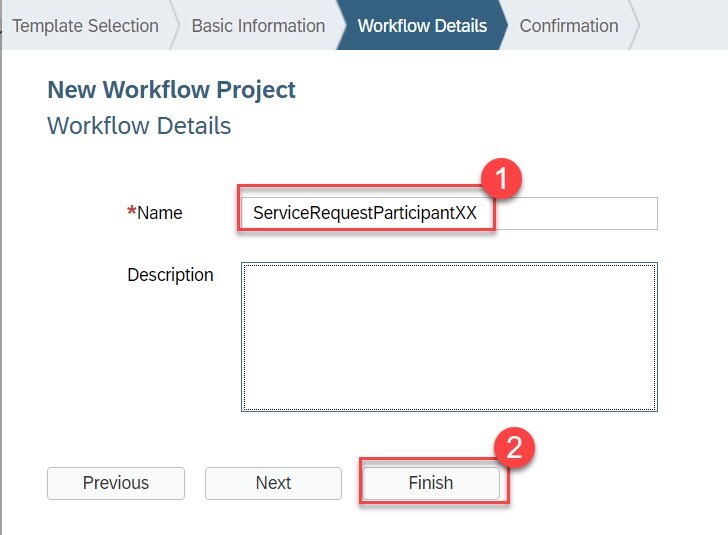 Template Selection Basic Information Workflow Details Confirmation
New Workflow Project
Workflow Details
1
*Name ServiceRequestParticipantXX
Description
2
Previous Next Finish